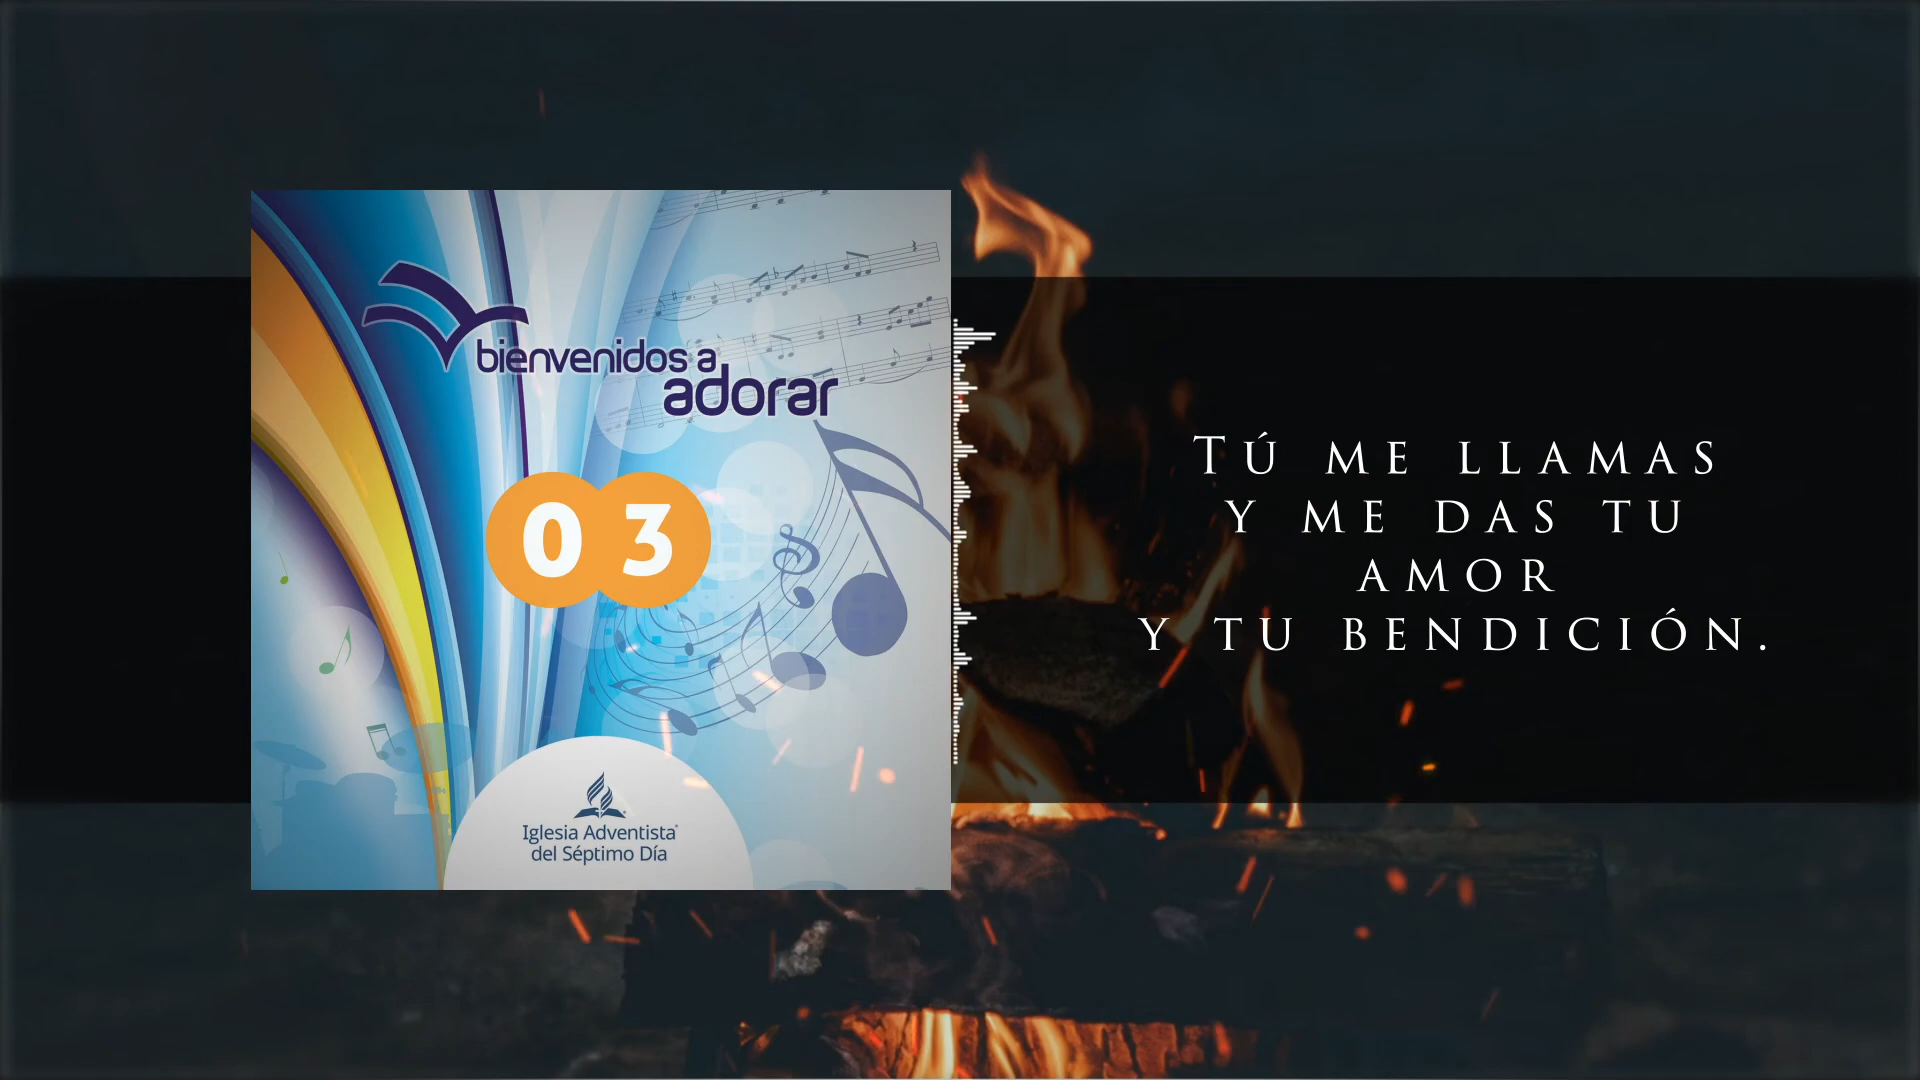 bienvenidos a
adorar
03
Iglesia Adventista
del Séptimo Día
TÚ ME LLAMAS
Y ME DAS TU
AMOR
Y TU BENDICIÓN.